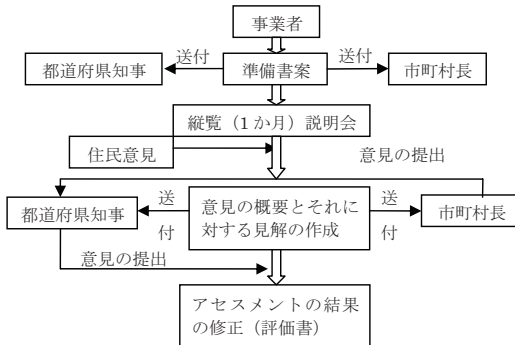 事業者
送付
送付
都道府県知事
準備書案
市町村長
縦覧（1か月）説明会
住民意見
意見の提出
都道府県知事
送
付
意見の概要とそれに
対する見解の作成
送
付
市町村長
意見の提出
アセスメントの結果
の修正（評価書）